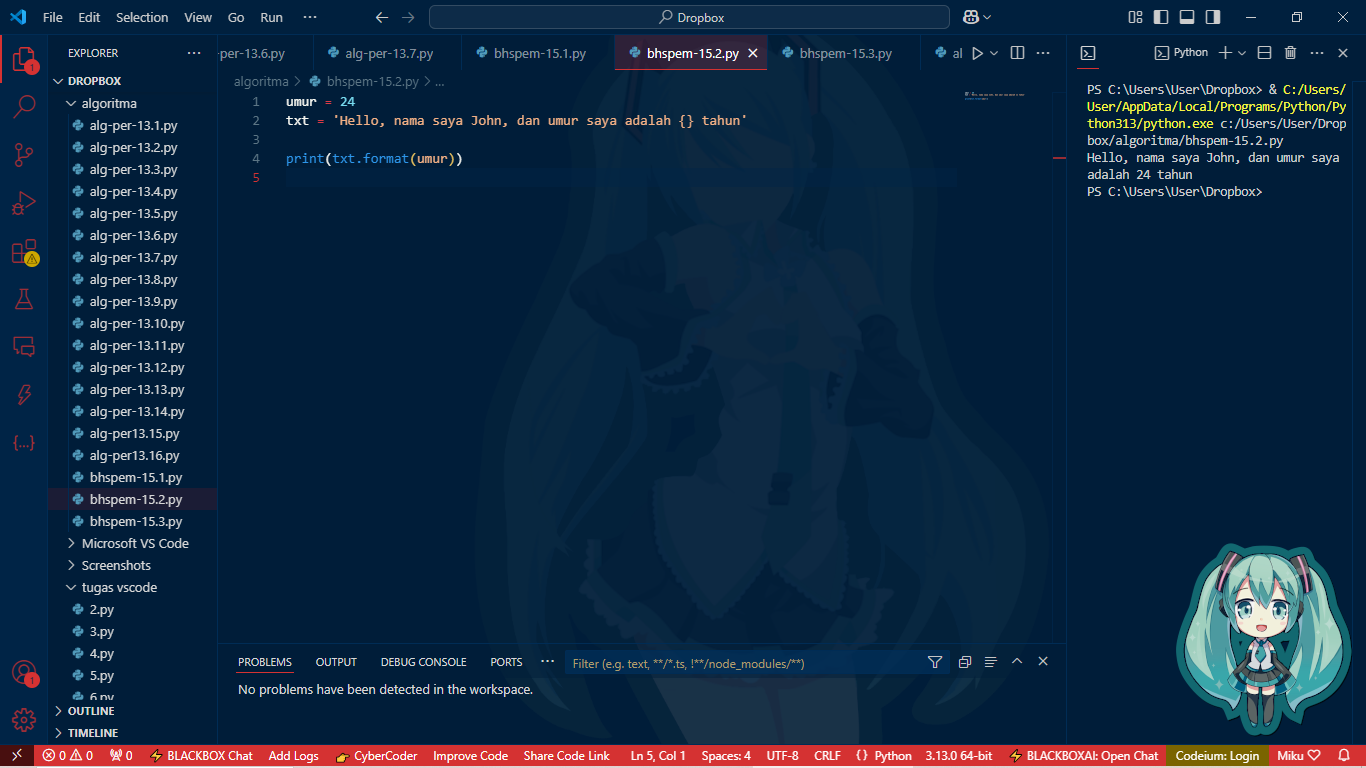 File Edit Selection View Go Run ··· Dropbox
EXPLORER ···
DROPBOX
algoritma
alg-per-13.1.py
alg-per-13.2.py
alg-per-13.3.py
alg-per-13.4.py
alg-per-13.5.py
alg-per-13.6.py
alg-per-13.7.py
alg-per-13.8.py
alg-per-13.9.py
alg-per-13.10.py
alg-per-13.11.py
alg-per-13.12.py
alg-per-13.13.py
alg-per-13.14.py
alg-per13.15.py
alg-per13.16.py
bhspem-15.1.py
bhspem-15.2.py
bhspem-15.3.py
Microsoft VS Code
Screenshots
tugas vscode
2.py
3.py
4.py
5.py
6.py
OUTLINE
TIMELINE
-per-13.6.py alg-per-13.7.py bhspem-15.1.py bhspem-15.2.py bhspem-15.3.py al ···
algoritma > bhspem-15.2.py > ...
1 umur = 24
2 txt = 'Hello, nama saya John, dan umur saya adalah {} tahun'
3
4 print(txt.format(umur))
5
PROBLEMS OUTPUT DEBUG CONSOLE PORTS ··· Filter (e.g. text, **/*.ts, !**/node_modules/**)
No problems have been detected in the workspace.
Python ···
PS C:\Users\User\Dropbox> & C:/Users/
User/AppData/Local/Programs/Python/Py
thon313/python.exe c:/Users/User/Drop
box/algoritma/bhspem-15.2.py
Hello, nama saya John, dan umur saya
adalah 24 tahun
PS C:\Users\User\Dropbox>
1
1
0 0 0 BLACKBOX Chat Add Logs CyberCoder Improve Code Share Code Link Ln 5, Col 1 Spaces: 4 UTF-8 CRLF {} Python 3.13.0 64-bit BLACKBOXAI: Open Chat Codeium: Login Miku ♡